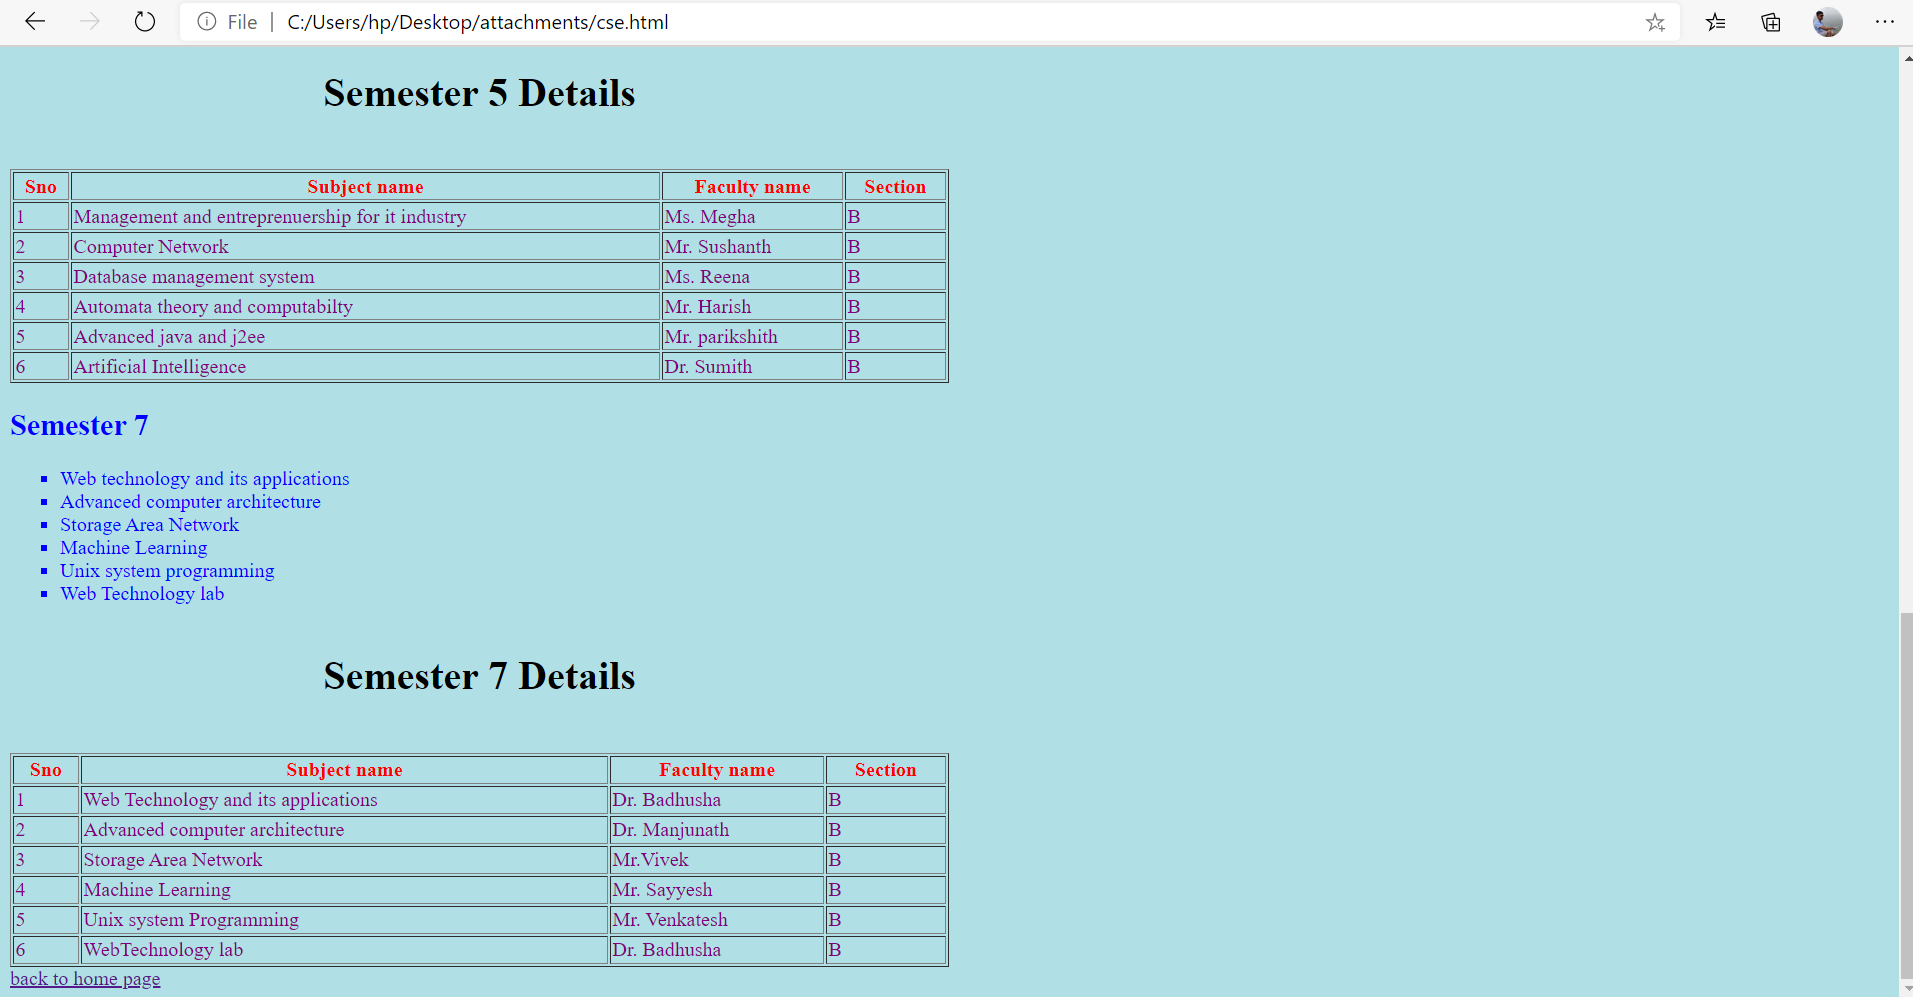 File | C:/Users/hp/Desktop/attachments/cse.html
Semester 5 Details
Sno Subject name Faculty name Section
1 Management and entreprenuership for it industry Ms. Megha B
2 Computer Network Mr. Sushanth B
3 Database management system Ms. Reena B
4 Automata theory and computabilty Mr. Harish B
5 Advanced java and j2ee Mr. parikshith B
6 Artificial Intelligence Dr. Sumith B
Semester 7
Web technology and its applications
Advanced computer architecture
Storage Area Network
Machine Learning
Unix system programming
Web Technology lab
Semester 7 Details
Sno Subject name Faculty name Section
1 Web Technology and its applications Dr. Badhusha B
2 Advanced computer architecture Dr. Manjunath B
3 Storage Area Network Mr.Vivek B
4 Machine Learning Mr. Sayyesh B
5 Unix system Programming Mr. Venkatesh B
6 WebTechnology lab Dr. Badhusha B
back to home page